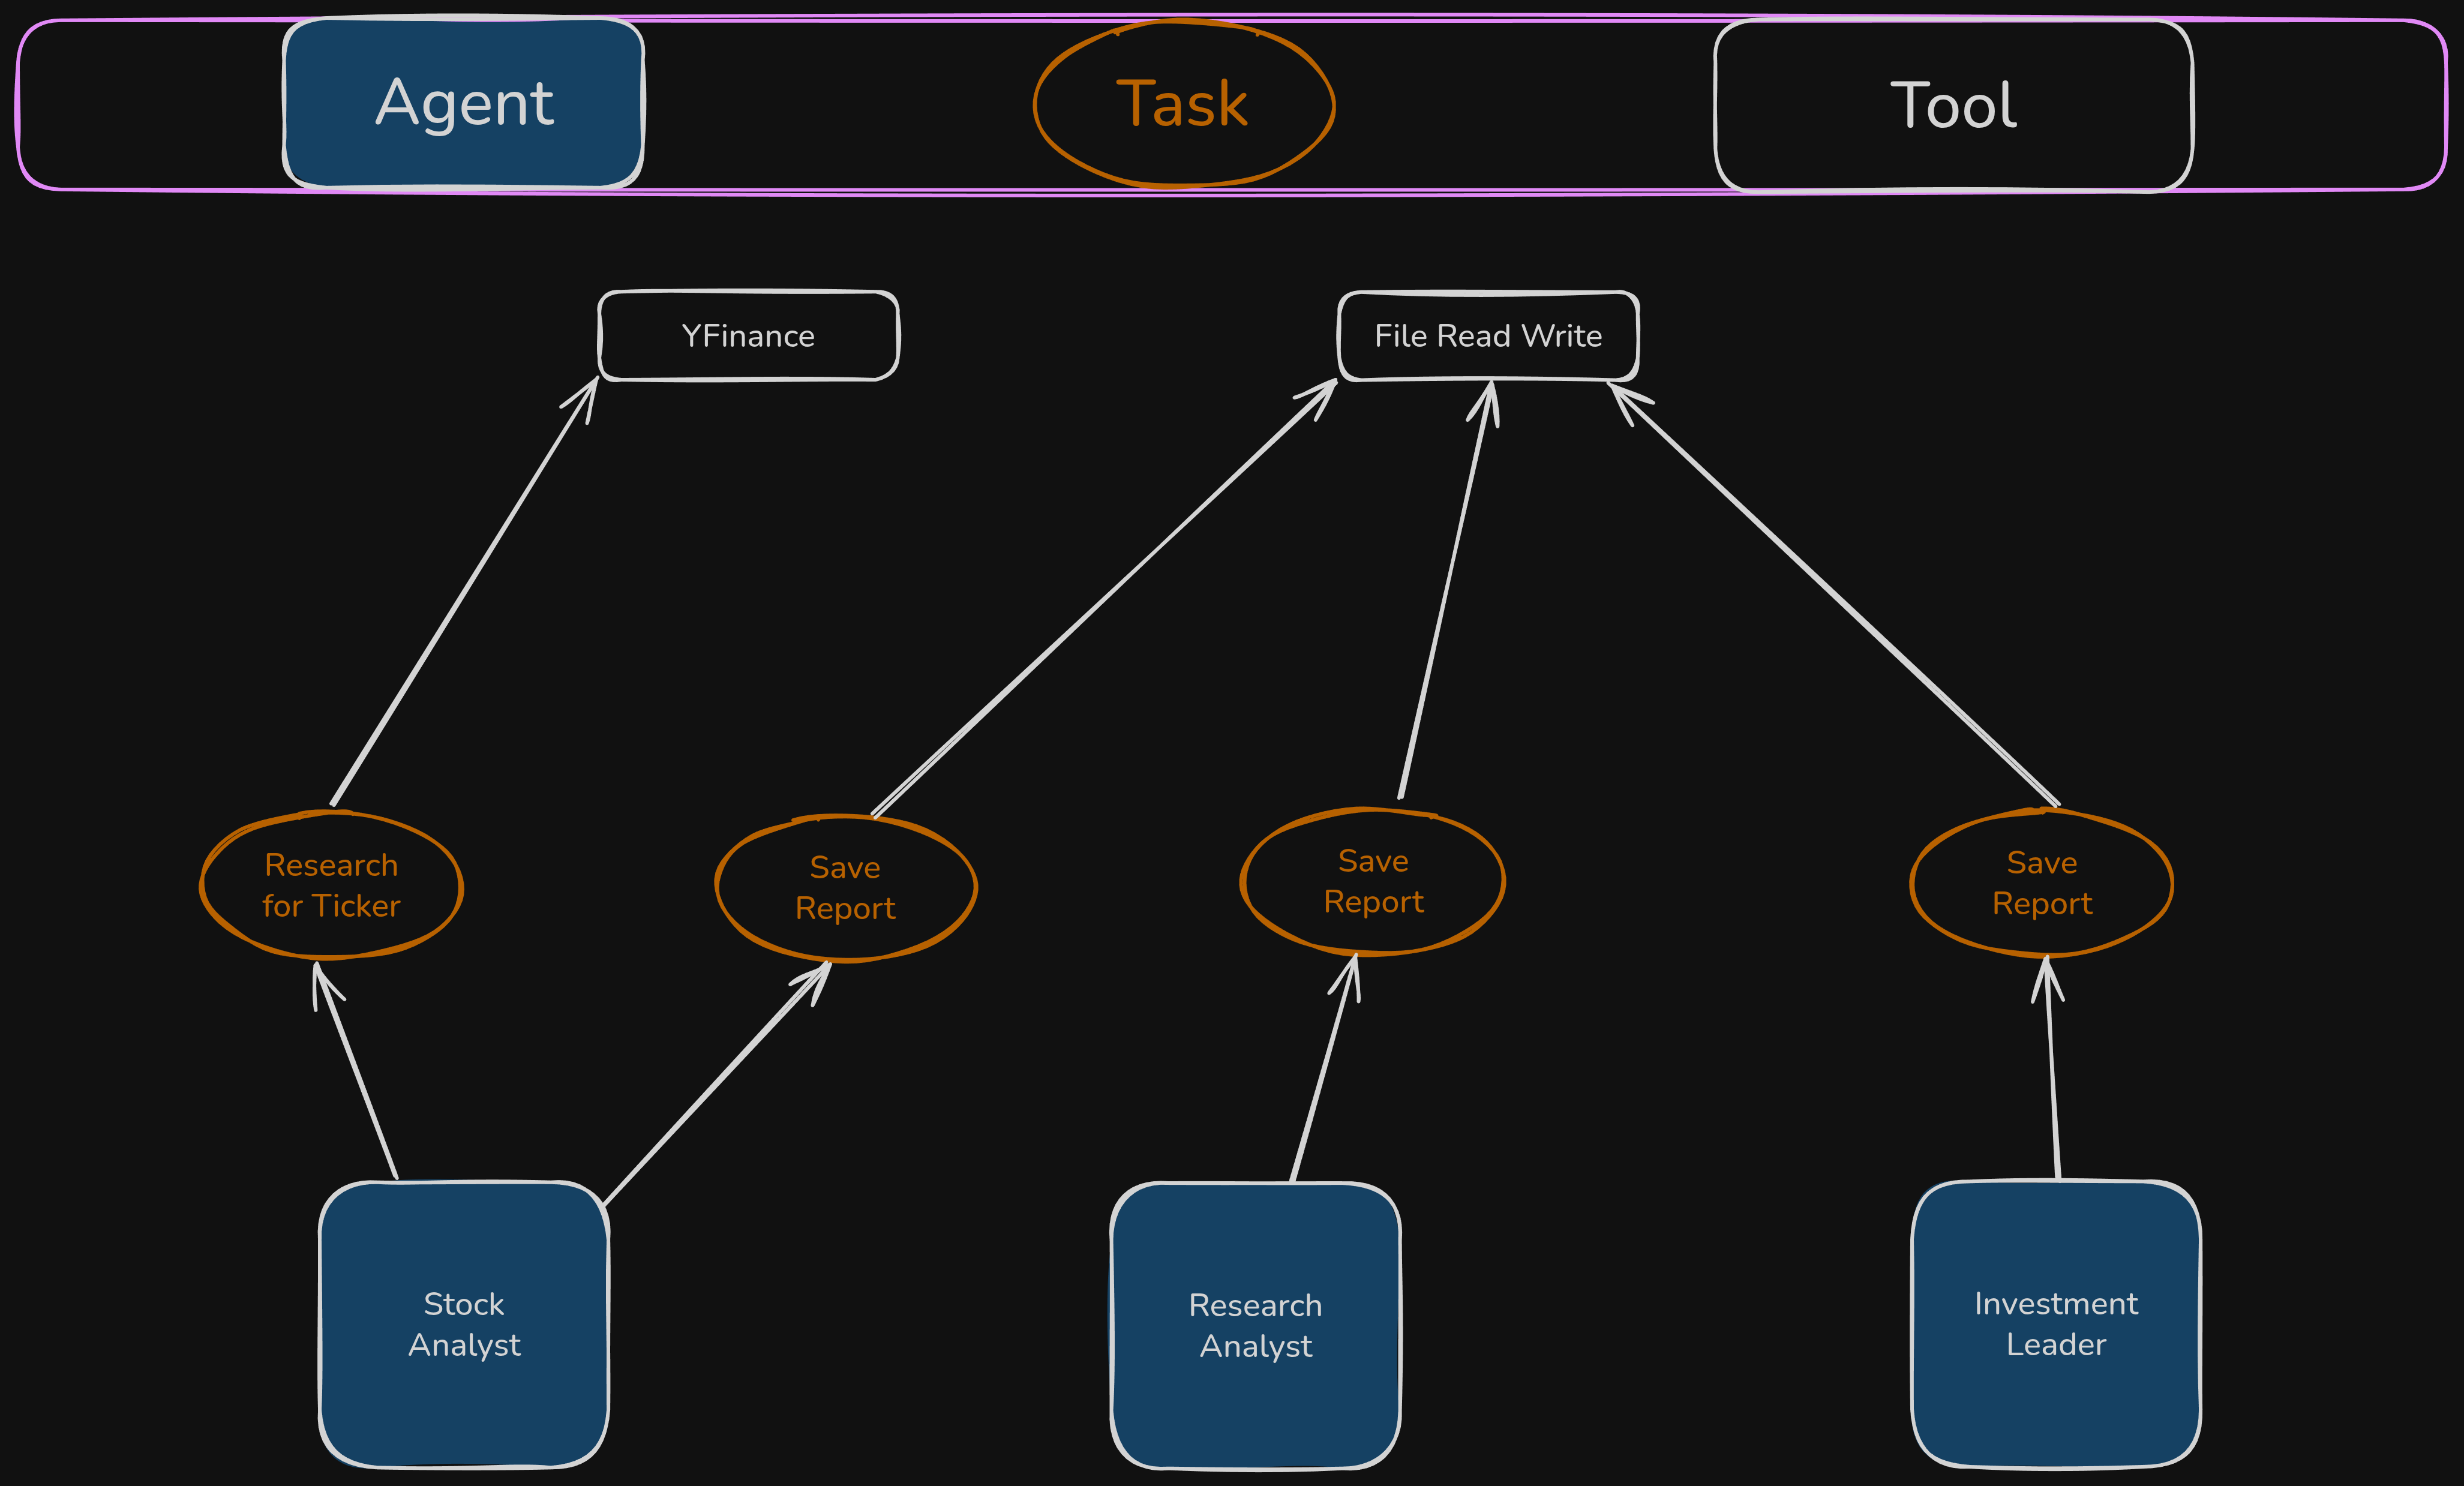 Agent
Task
Tool
YFinance
File Read Write
Research
for Ticker
Save
Report
Save
Report
Save
Report
Stock
Analyst
Research
Analyst
Investment
Leader